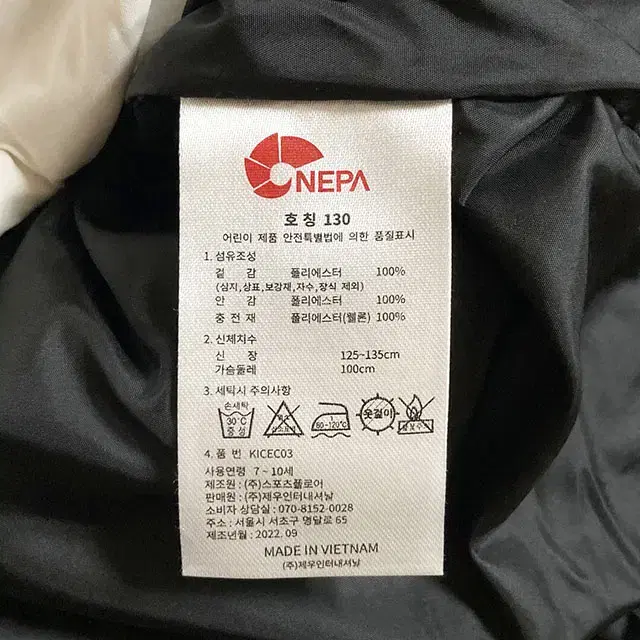 NEPA
호칭 130
어린이 제품 안전특별법에 의한 품질표시
1. 섬유조성
겉 감 폴리에스터 100%
(심지,상표,보강재,자수,장식 제외)
안 감 폴리에스터 100%
충 전 재 폴리에스터(웰론) 100%
2. 신체치수
신 장 125~135cm
가슴둘레 100cm
3. 세탁시 주의사항
손세탁 30℃ 중성 80~120℃ 옷걸이
4. 품 번 KICEC03
사용연령 7~10세
제조원 : (주)스포츠플로어
판매원 : (주)제우인터내셔날
소비자 상담실 : 070-8152-0028
주소 : 서울시 서초구 명달로 65
제조년월 : 2022. 09
MADE IN VIETNAM
(주)제우인터내셔날